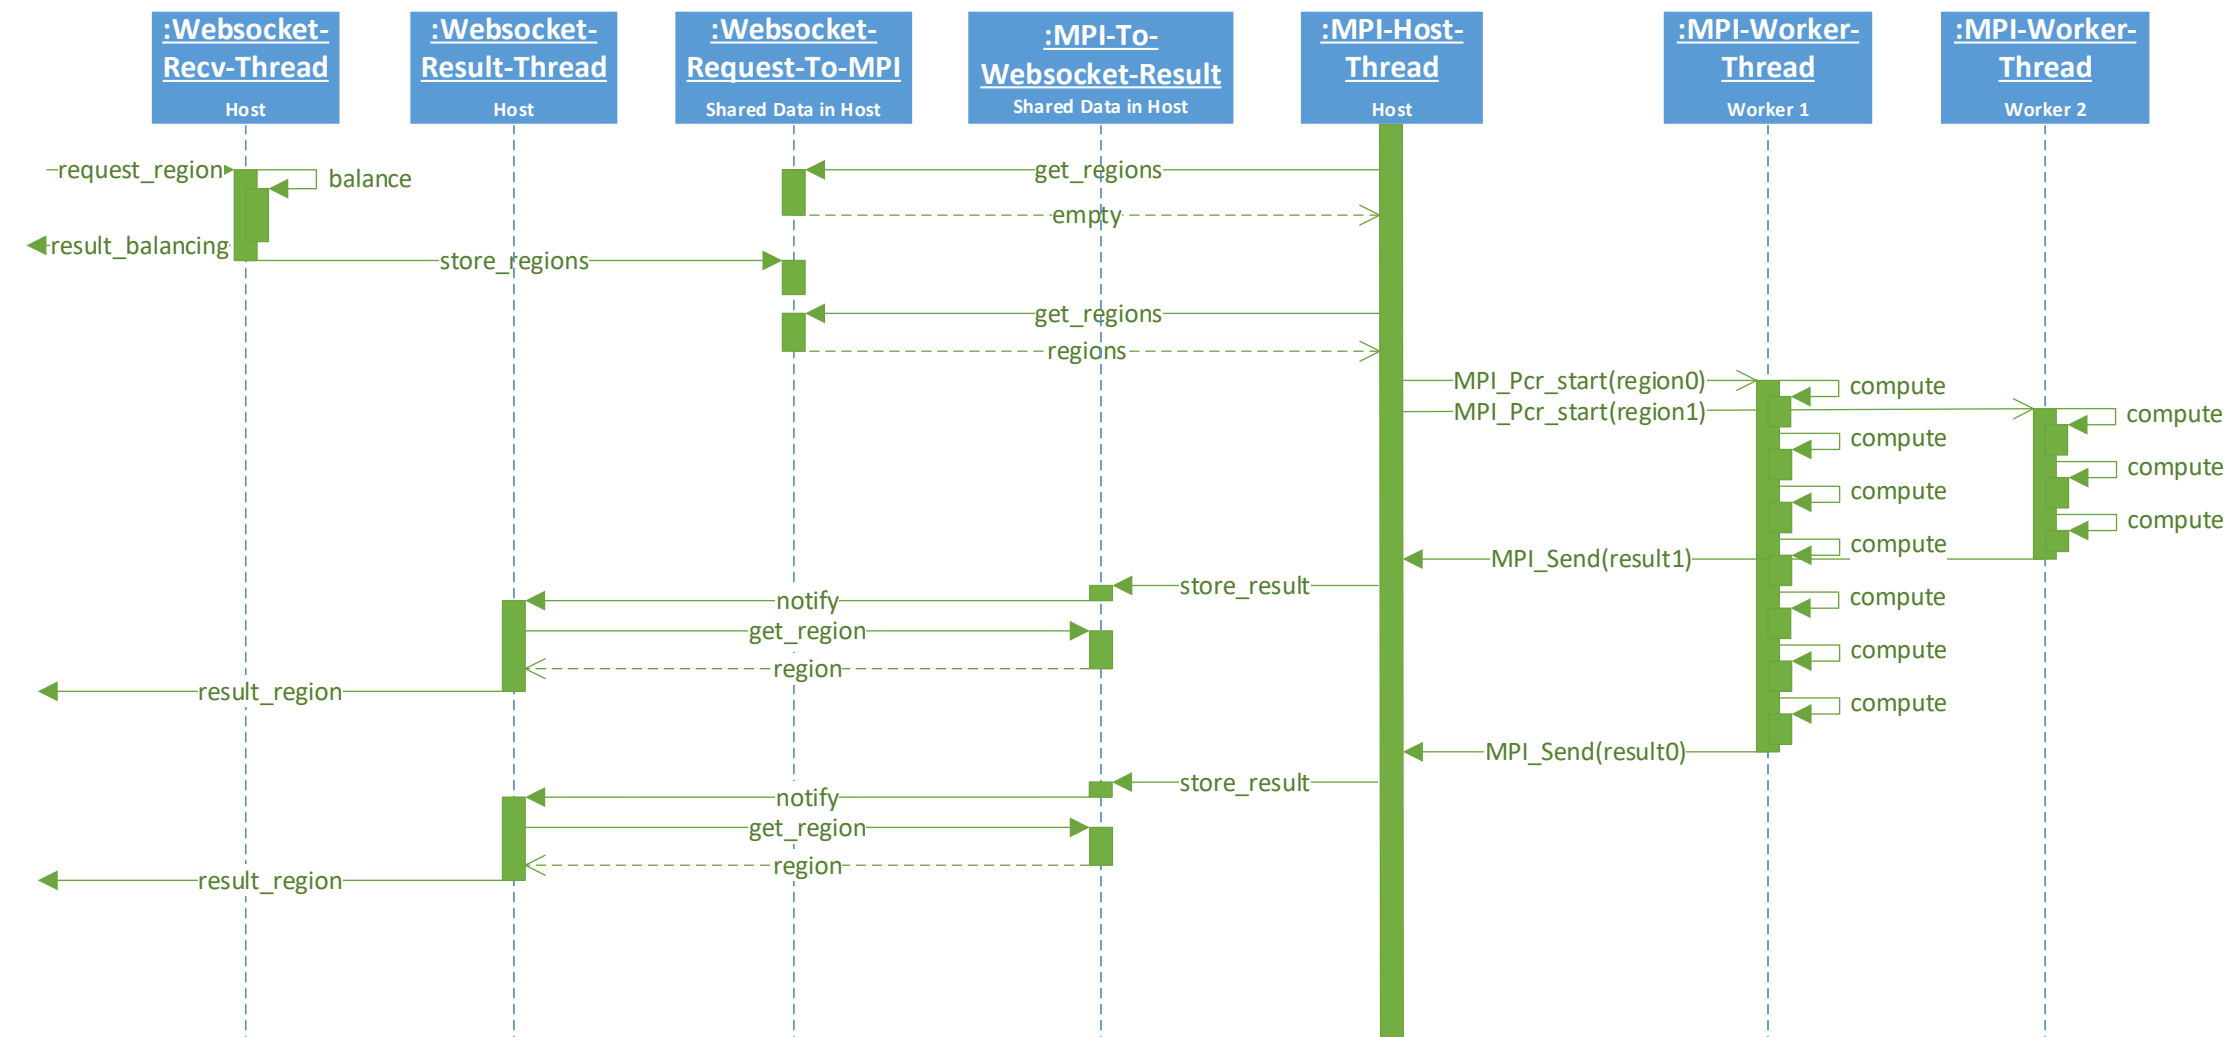 :Websocket-
Recv-Thread
Host
:Websocket-
Result-Thread
Host
:Websocket-
Request-To-MPI
Shared Data in Host
:MPI-To-
Websocket-Result
Shared Data in Host
:MPI-Host-
Thread
Host
:MPI-Worker-
Thread
Worker 1
:MPI-Worker-
Thread
Worker 2
request_region
balance
get_regions
empty
result_balancing
store_regions
get_regions
regions
MPI_Pcr_start(region0)
compute
MPI_Pcr_start(region1)
compute
compute
compute
compute
compute
compute
MPI_Send(result1)
store_result
compute
notify
get_region
compute
region
result_region
compute
MPI_Send(result0)
store_result
notify
get_region
region
result_region